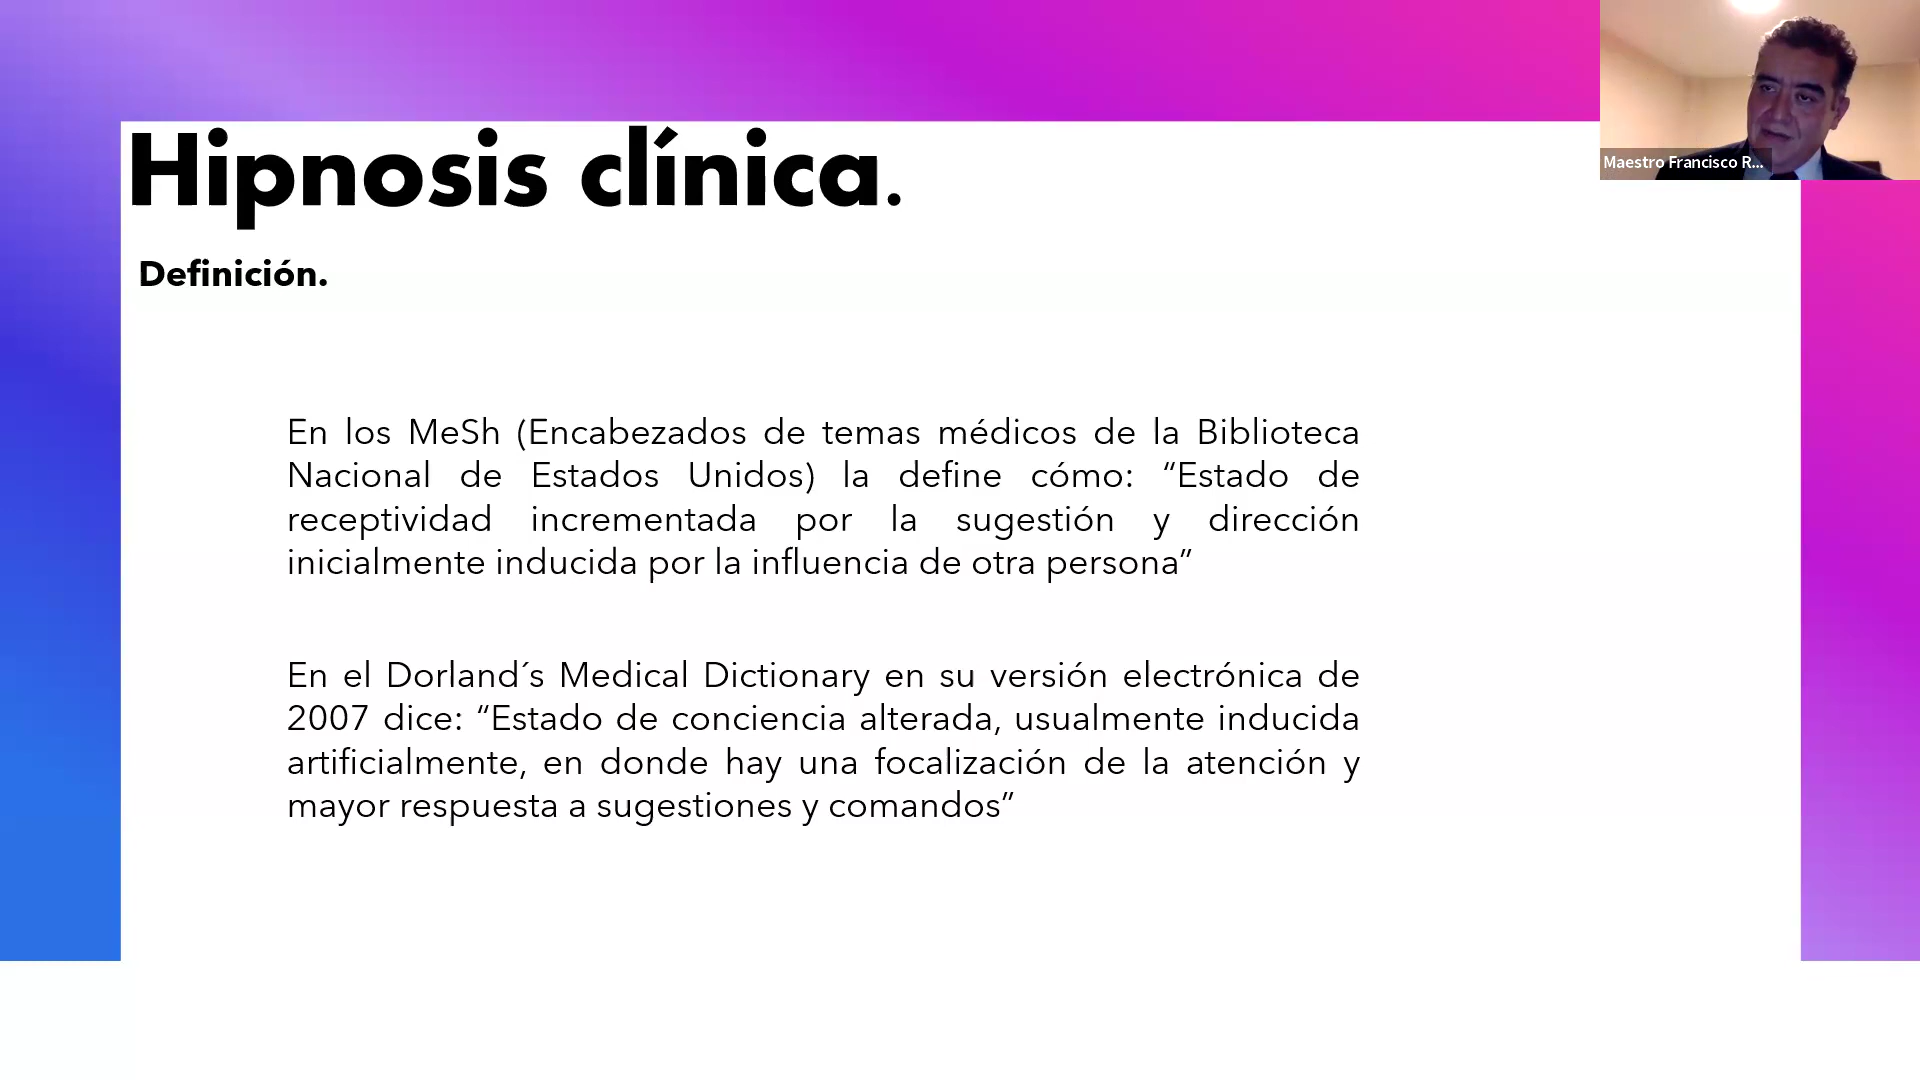 Hipnosis clínica.
Maestro Francisco R...
Definición.
En los MeSh (Encabezados de temas médicos de la Biblioteca
Nacional de Estados Unidos) la define cómo: “Estado de
receptividad incrementada por la sugestión y dirección
inicialmente inducida por la influencia de otra persona”
En el Dorland´s Medical Dictionary en su versión electrónica de
2007 dice: “Estado de conciencia alterada, usualmente inducida
artificialmente, en donde hay una focalización de la atención y
mayor respuesta a sugestiones y comandos”